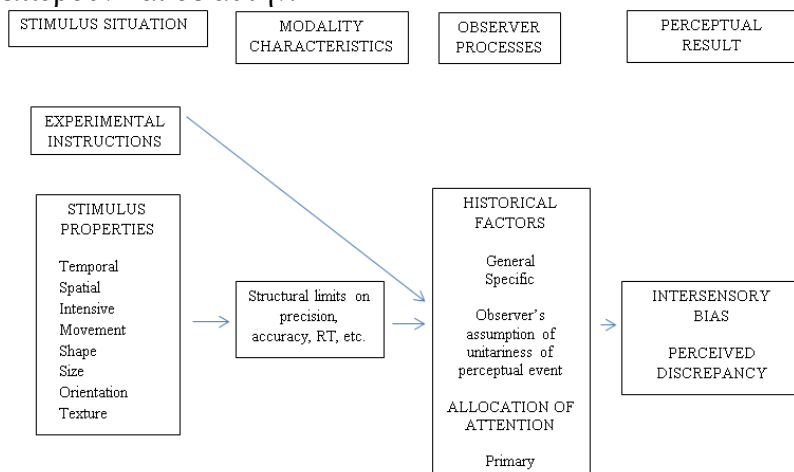 STIMULUS SITUATION
MODALITY
CHARACTERISTICS
OBSERVER
PROCESSES
PERCEPTUAL
RESULT
EXPERIMENTAL
INSTRUCTIONS
STIMULUS
PROPERTIES
Temporal
Spatial
Intensive
Movement
Shape
Size
Orientation
Texture
Structural limits on
precision,
accuracy, RT, etc.
HISTORICAL
FACTORS
General
Specific
Observer's
assumption of
unitariness of
perceptual event
ALLOCATION OF
ATTENTION
Primary
INTERSENSORY
BIAS
PERCEIVED
DISCREPANCY